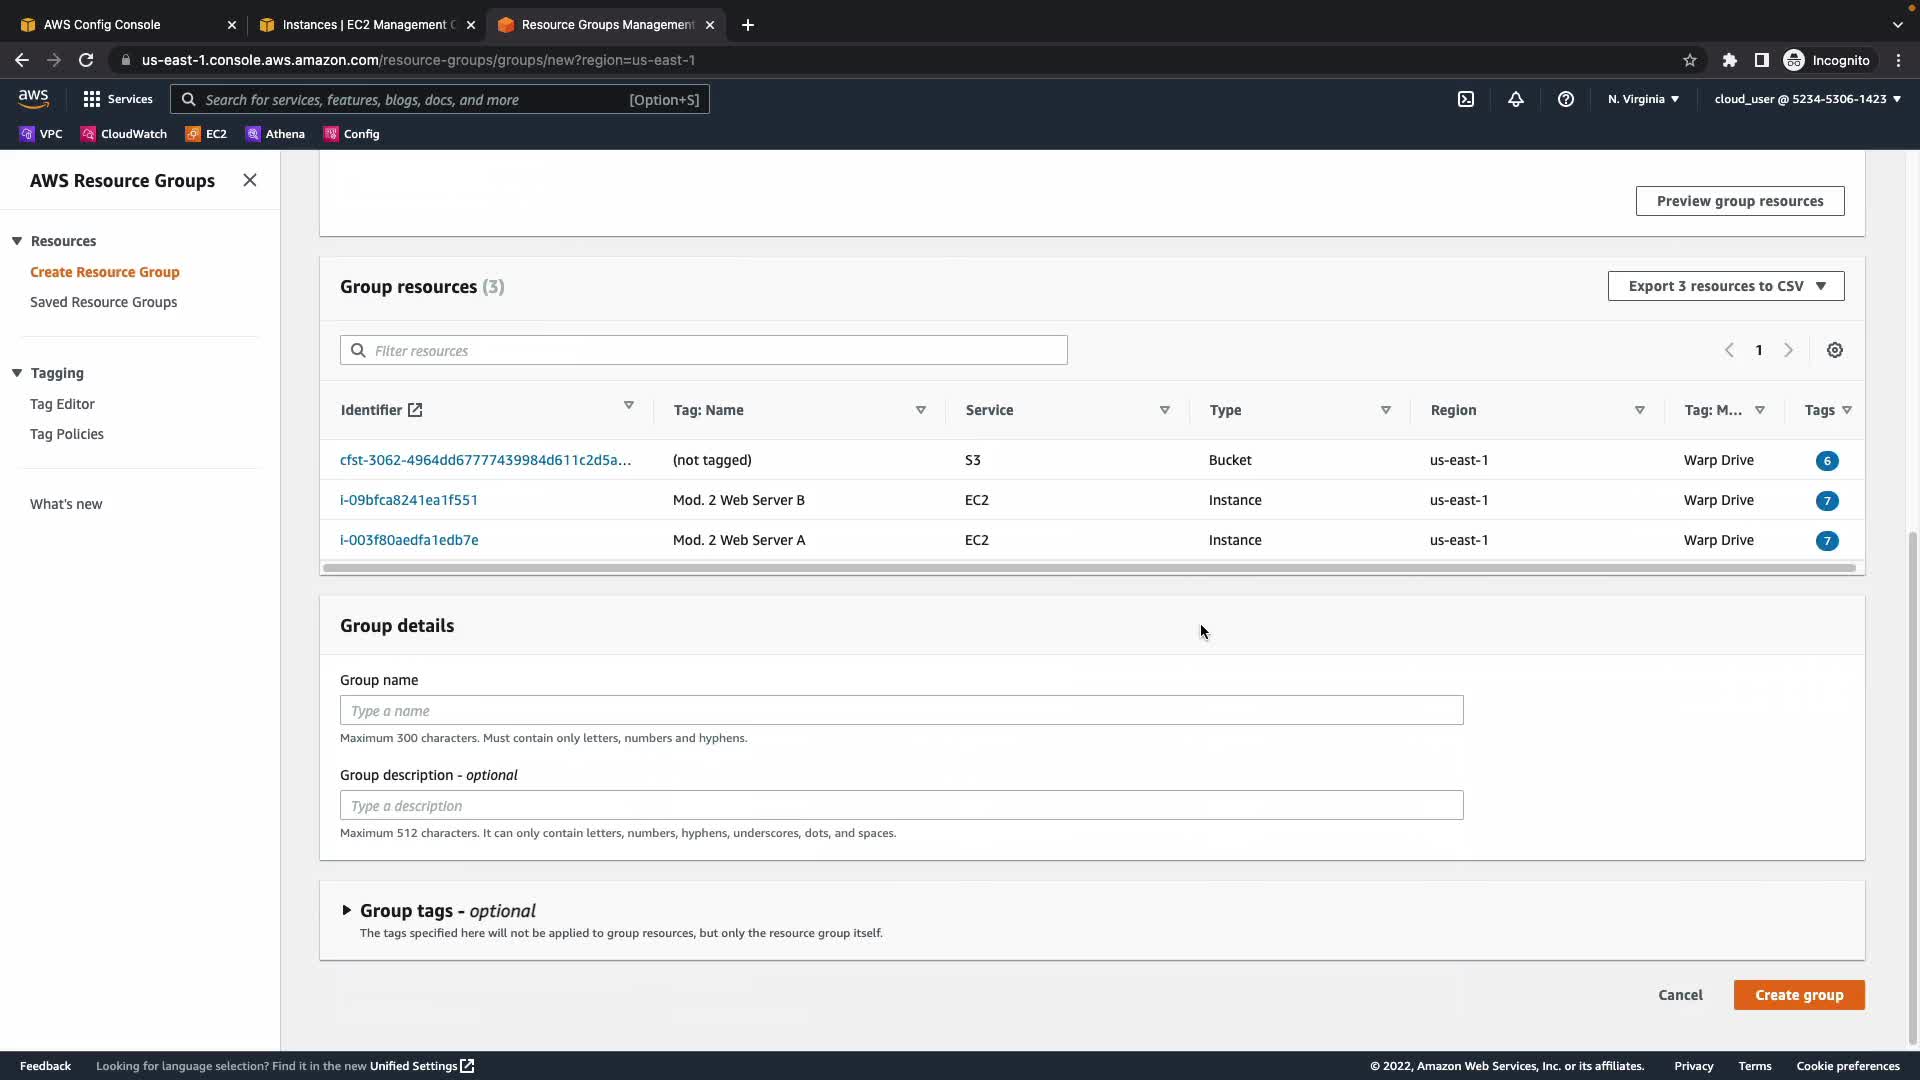 AWS Config Console
Instances | EC2 Management C
Resource Groups Management
us-east-1.console.aws.amazon.com/resource-groups/groups/new?region=us-east-1
Incognito
aws
Services
Search for services, features, blogs, docs, and more
[Option+S]
N. Virginia
cloud_user @ 5234-5306-1423
VPC
CloudWatch
EC2
Athena
Config
AWS Resource Groups
Resources
Create Resource Group
Saved Resource Groups
Tagging
Tag Editor
Tag Policies
What's new
Preview group resources
Group resources (3)
Export 3 resources to CSV
Filter resources
1
Identifier Tag: Name Service Type Region Tag: M... Tags
cfst-3062-4964dd67777439984d611c2d5a... (not tagged) S3 Bucket us-east-1 Warp Drive 6
i-09bfca8241ea1f551 Mod. 2 Web Server B EC2 Instance us-east-1 Warp Drive 7
i-003f80aedfa1edb7e Mod. 2 Web Server A EC2 Instance us-east-1 Warp Drive 7
Group details
Group name
Type a name
Maximum 300 characters. Must contain only letters, numbers and hyphens.
Group description - optional
Type a description
Maximum 512 characters. It can only contain letters, numbers, hyphens, underscores, dots, and spaces.
Group tags - optional
The tags specified here will not be applied to group resources, but only the resource group itself.
Cancel
Create group
Feedback
Looking for language selection? Find it in the new Unified Settings
© 2022, Amazon Web Services, Inc. or its affiliates.
Privacy
Terms
Cookie preferences